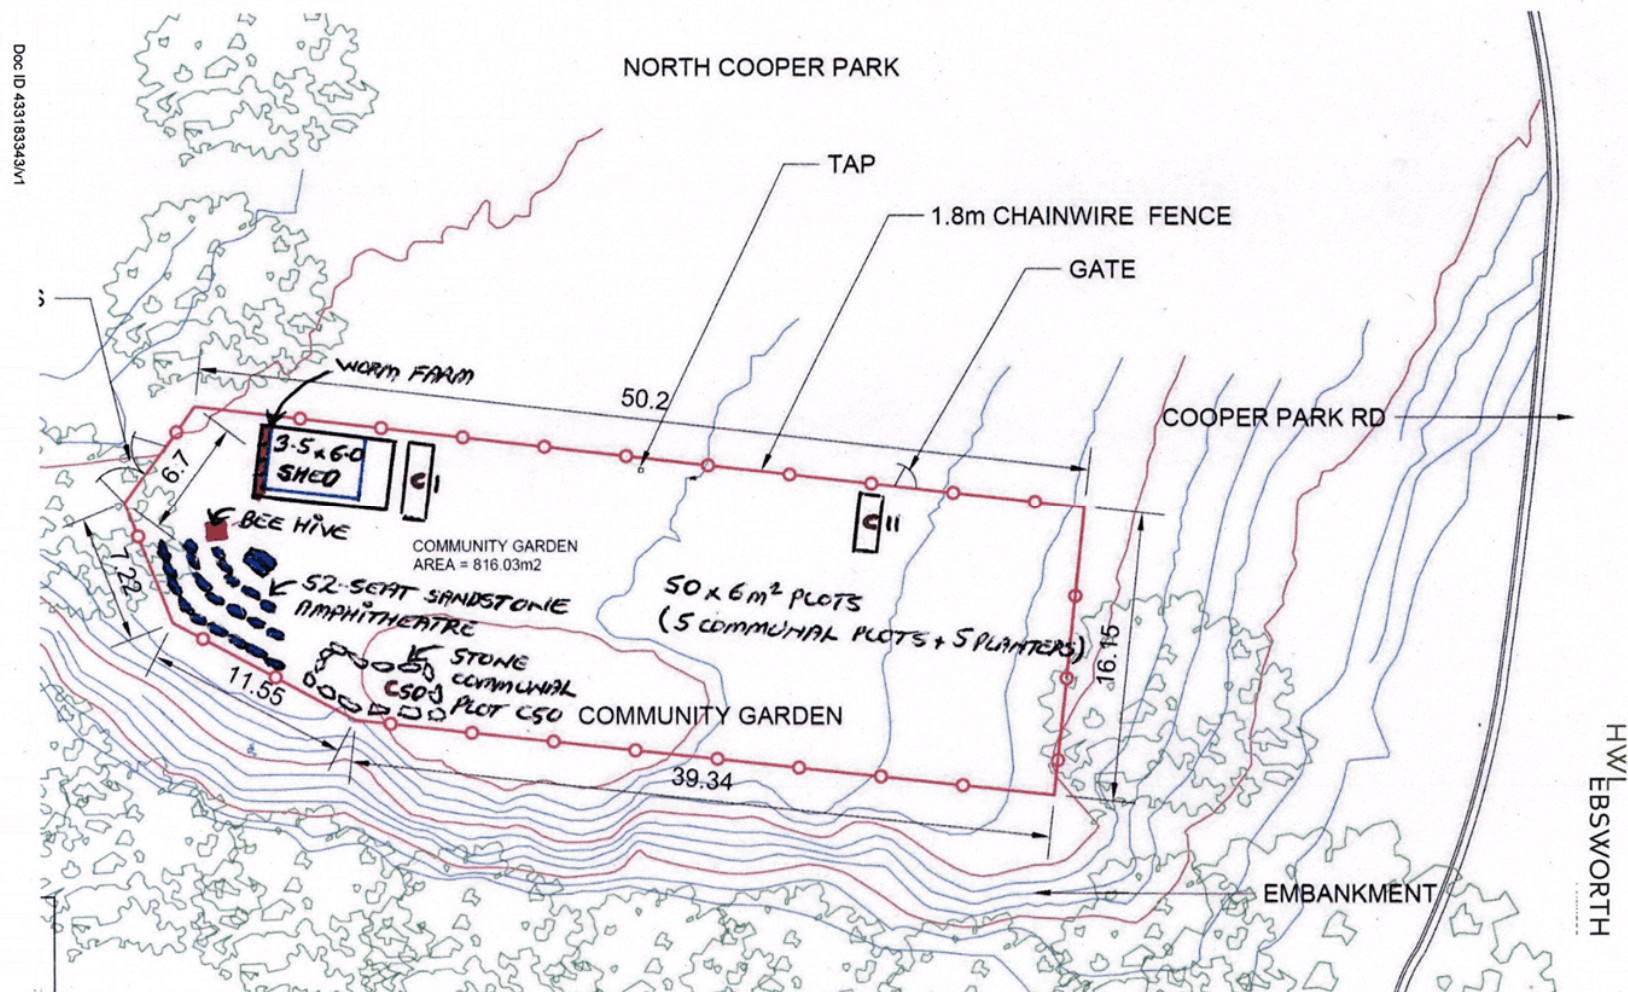 Doc ID 433183343/v1
NORTH COOPER PARK
TAP
1.8m CHAINWIRE FENCE
GATE
S
WORM FARM
50.2
COOPER PARK RD
3.5 x 6.0
SHED
6.7
C1
C11
BEE HIVE
COMMUNITY GARDEN
AREA = 816.03m2
7.22
52-SEAT SANDSTONE
AMPHITHEATRE
50 x 6m² PLOTS
(5 COMMUNAL PLOTS + 5 PLANTERS)
16.15
STONE
COMMUNAL
PLOT C50
C50
11.55
COMMUNITY GARDEN
39.34
EMBANKMENT
EBSWORTH